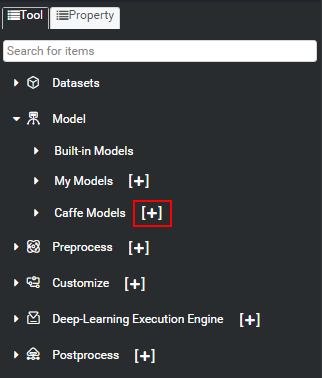 Tool Property
Search for items
Datasets
Model
Built-in Models
My Models [+]
Caffe Models [+]
Preprocess [+]
Customize [+]
Deep-Learning Execution Engine [+]
Postprocess [+]